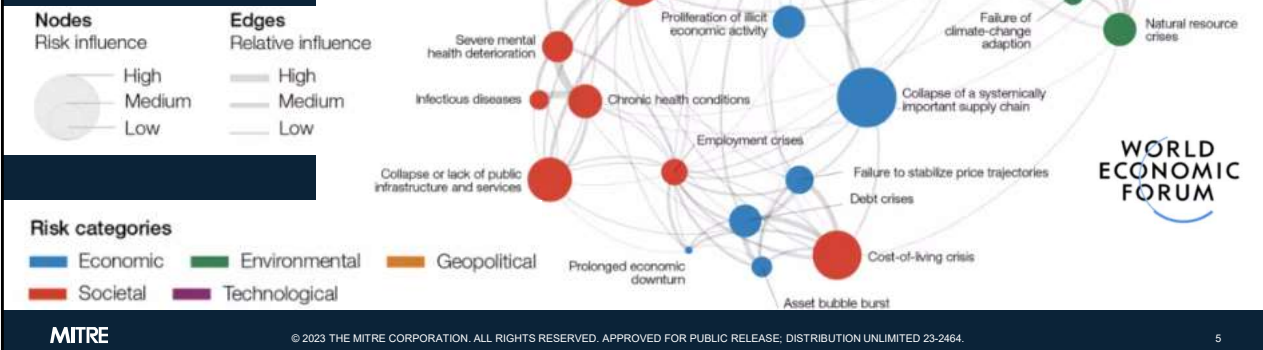 Nodes
Risk influence
High
Medium
Low
Edges
Relative influence
High
Medium
Low
Proliferation of illicit
economic activity
Failure of
climate-change
adaption
Natural resource
crises
Severe mental
health deterioration
Infectious diseases
Chronic health conditions
Collapse of a systemically
important supply chain
Employment crises
Collapse or lack of public
infrastructure and services
Failure to stabilize price trajectories
Debt crises
Cost-of-living crisis
Prolonged economic
downturn
Asset bubble burst
WORLD
ECONOMIC
FORUM
Risk categories
Economic
Environmental
Geopolitical
Societal
Technological
MITRE
© 2023 THE MITRE CORPORATION. ALL RIGHTS RESERVED. APPROVED FOR PUBLIC RELEASE; DISTRIBUTION UNLIMITED 23-2464.
5